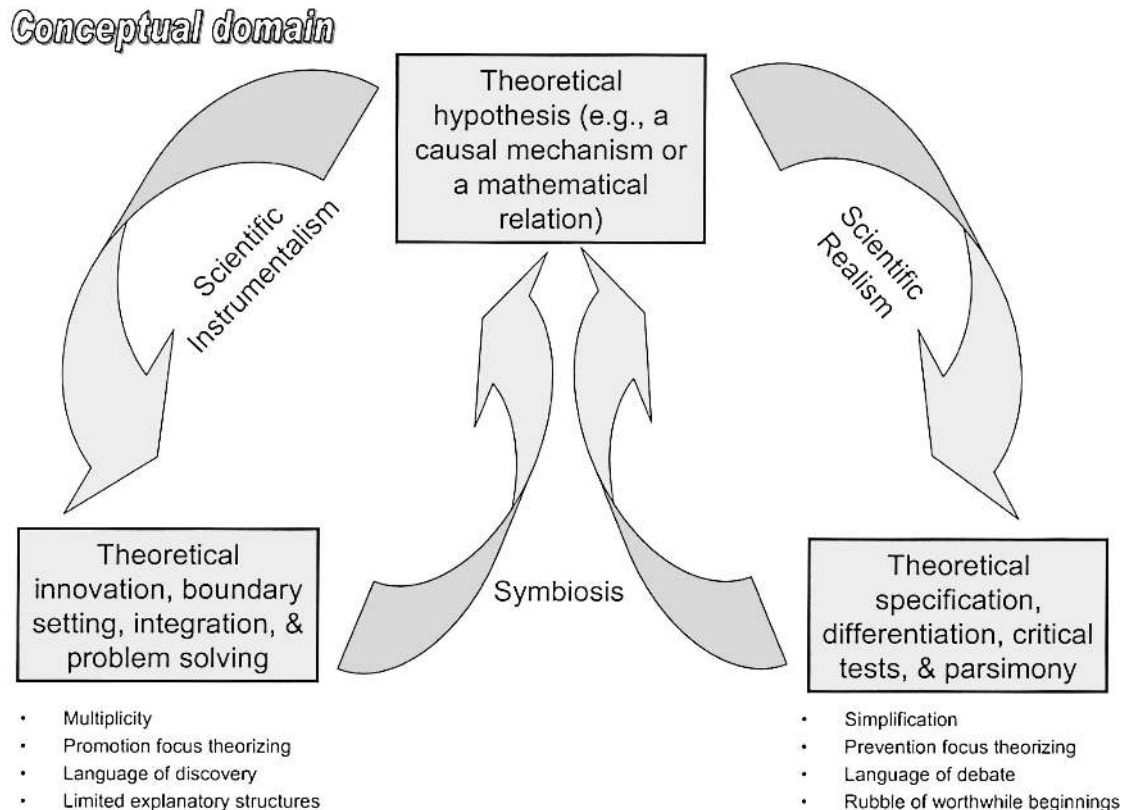 Conceptual domain
Theoretical
hypothesis (e.g., a
causal mechanism or
a mathematical
relation)
Scientific
Instrumentalism
Scientific
Realism
Theoretical
innovation, boundary
setting, integration, &
problem solving
Symbiosis
Theoretical
specification,
differentiation, critical
tests, & parsimony
• Multiplicity
• Promotion focus theorizing
• Language of discovery
• Limited explanatory structures
• Simplification
• Prevention focus theorizing
• Language of debate
• Rubble of worthwhile beginnings